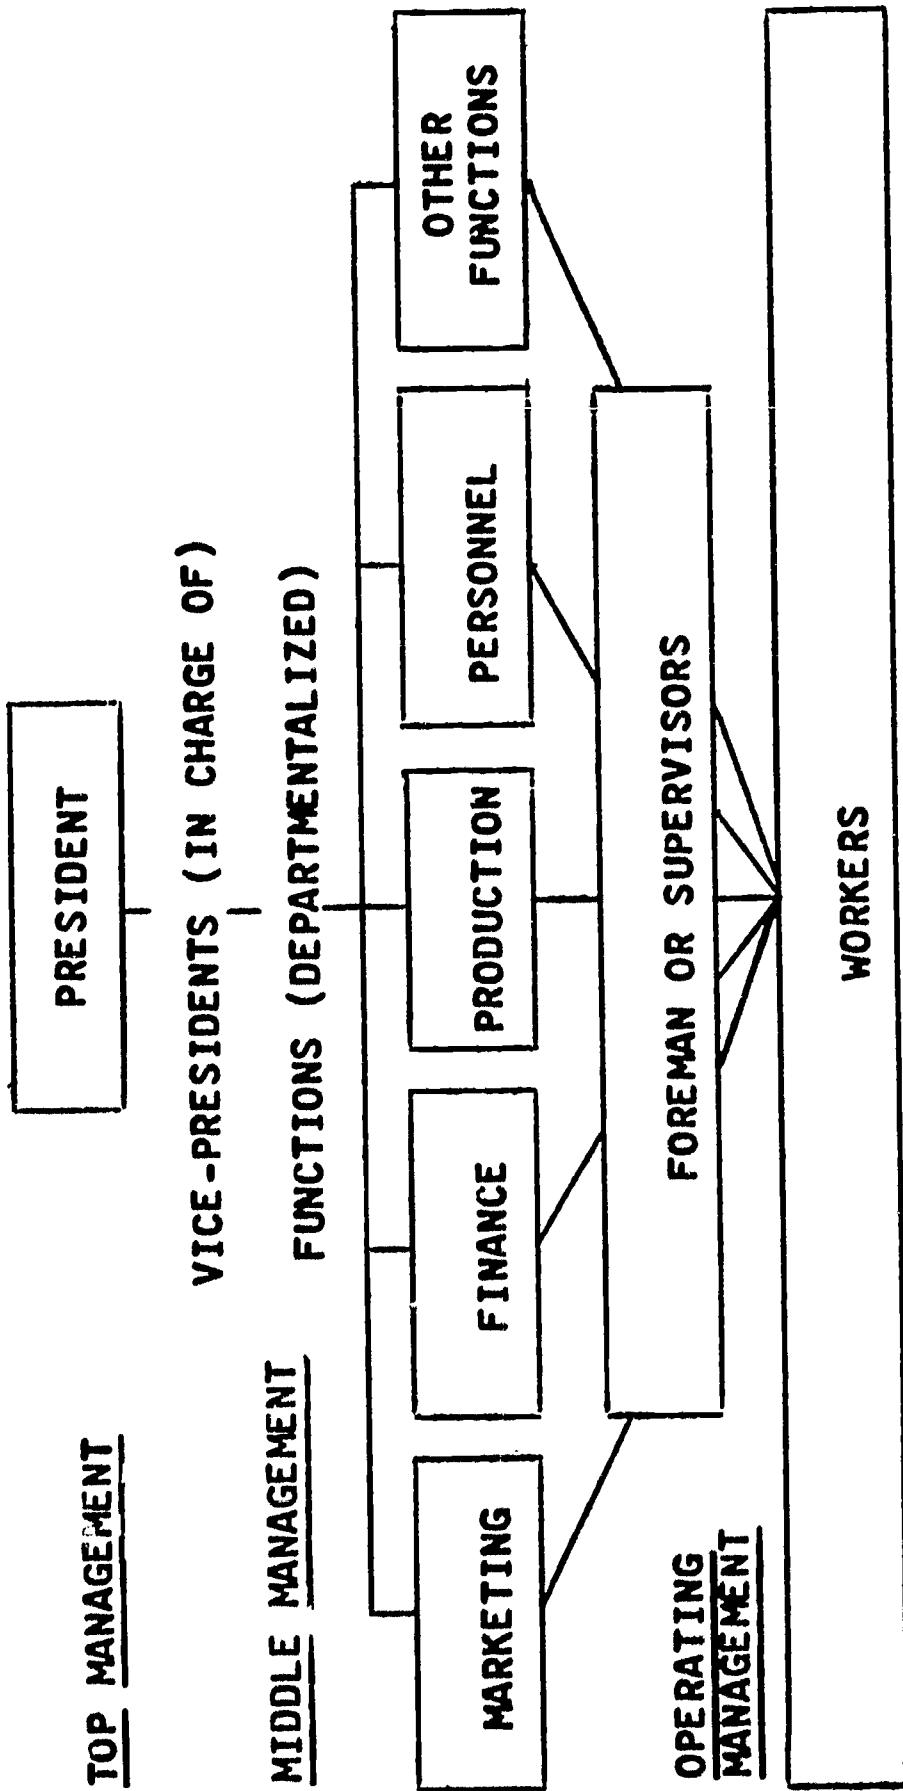 TOP MANAGEMENT
PRESIDENT
VICE-PRESIDENTS (IN CHARGE OF)
MIDDLE MANAGEMENT
FUNCTIONS (DEPARTMENTALIZED)
MARKETING
FINANCE
PRODUCTION
PERSONNEL
OTHER
FUNCTIONS
OPERATING
MANAGEMENT
FOREMAN OR SUPERVISORS
WORKERS